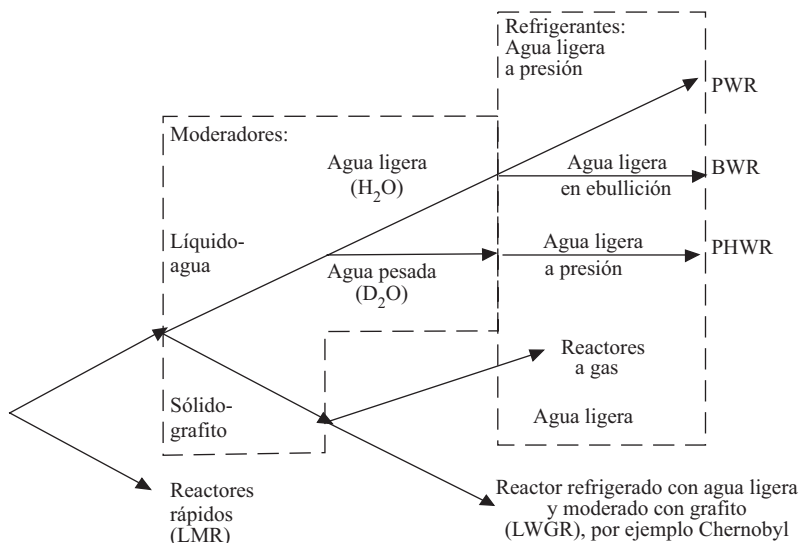 Refrigerantes:
Agua ligera
a presión
PWR
Moderadores:
Agua ligera
(H₂O)
Agua ligera
en ebullición
BWR
Líquido-
agua
Agua pesada
(D₂O)
Agua ligera
a presión
PHWR
Reactores
a gas
Sólido-
grafito
Agua ligera
Reactores
rápidos
(LMR)
Reactor refrigerado con agua ligera
y moderado con grafito
(LWGR), por ejemplo Chernobyl